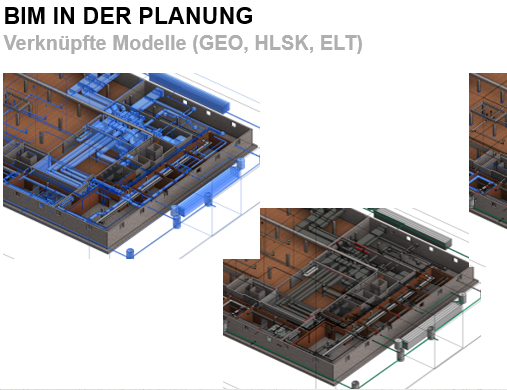 BIM IN DER PLANUNG
Verknüpfte Modelle (GEO, HLSK, ELT)